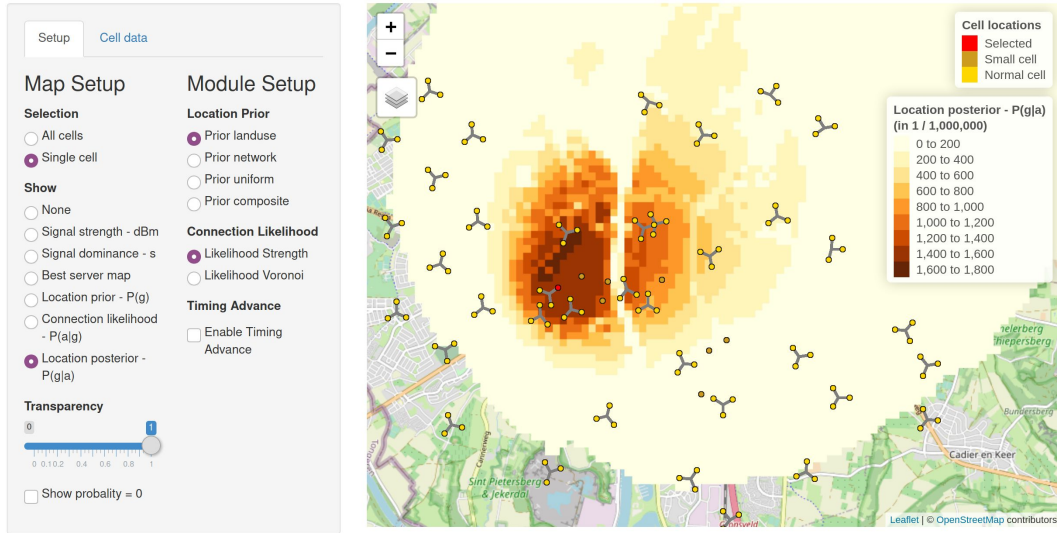 Setup
Cell data
Map Setup
Selection
All cells
Single cell
Show
None
Signal strength - dBm
Signal dominance - s
Best server map
Location prior - P(g)
Connection likelihood
- P(a|g)
Location posterior -
P(g|a)
Transparency
0
1
0 0.10.2 0.4 0.6 0.8 1
Show probality = 0
Module Setup
Location Prior
Prior landuse
Prior network
Prior uniform
Prior composite
Connection Likelihood
Likelihood Strength
Likelihood Voronoi
Timing Advance
Enable Timing
Advance
+
−
Cell locations
Selected
Small cell
Normal cell
Location posterior - P(g|a)
(in 1 / 1,000,000)
0 to 200
200 to 400
400 to 600
600 to 800
800 to 1,000
1,000 to 1,200
1,200 to 1,400
1,400 to 1,600
1,600 to 1,800
Cannerweg
Sint Pietersberg
& Jekerdal
Bundersberg
Cadier en Keer
Leaflet | © OpenStreetMap contributors